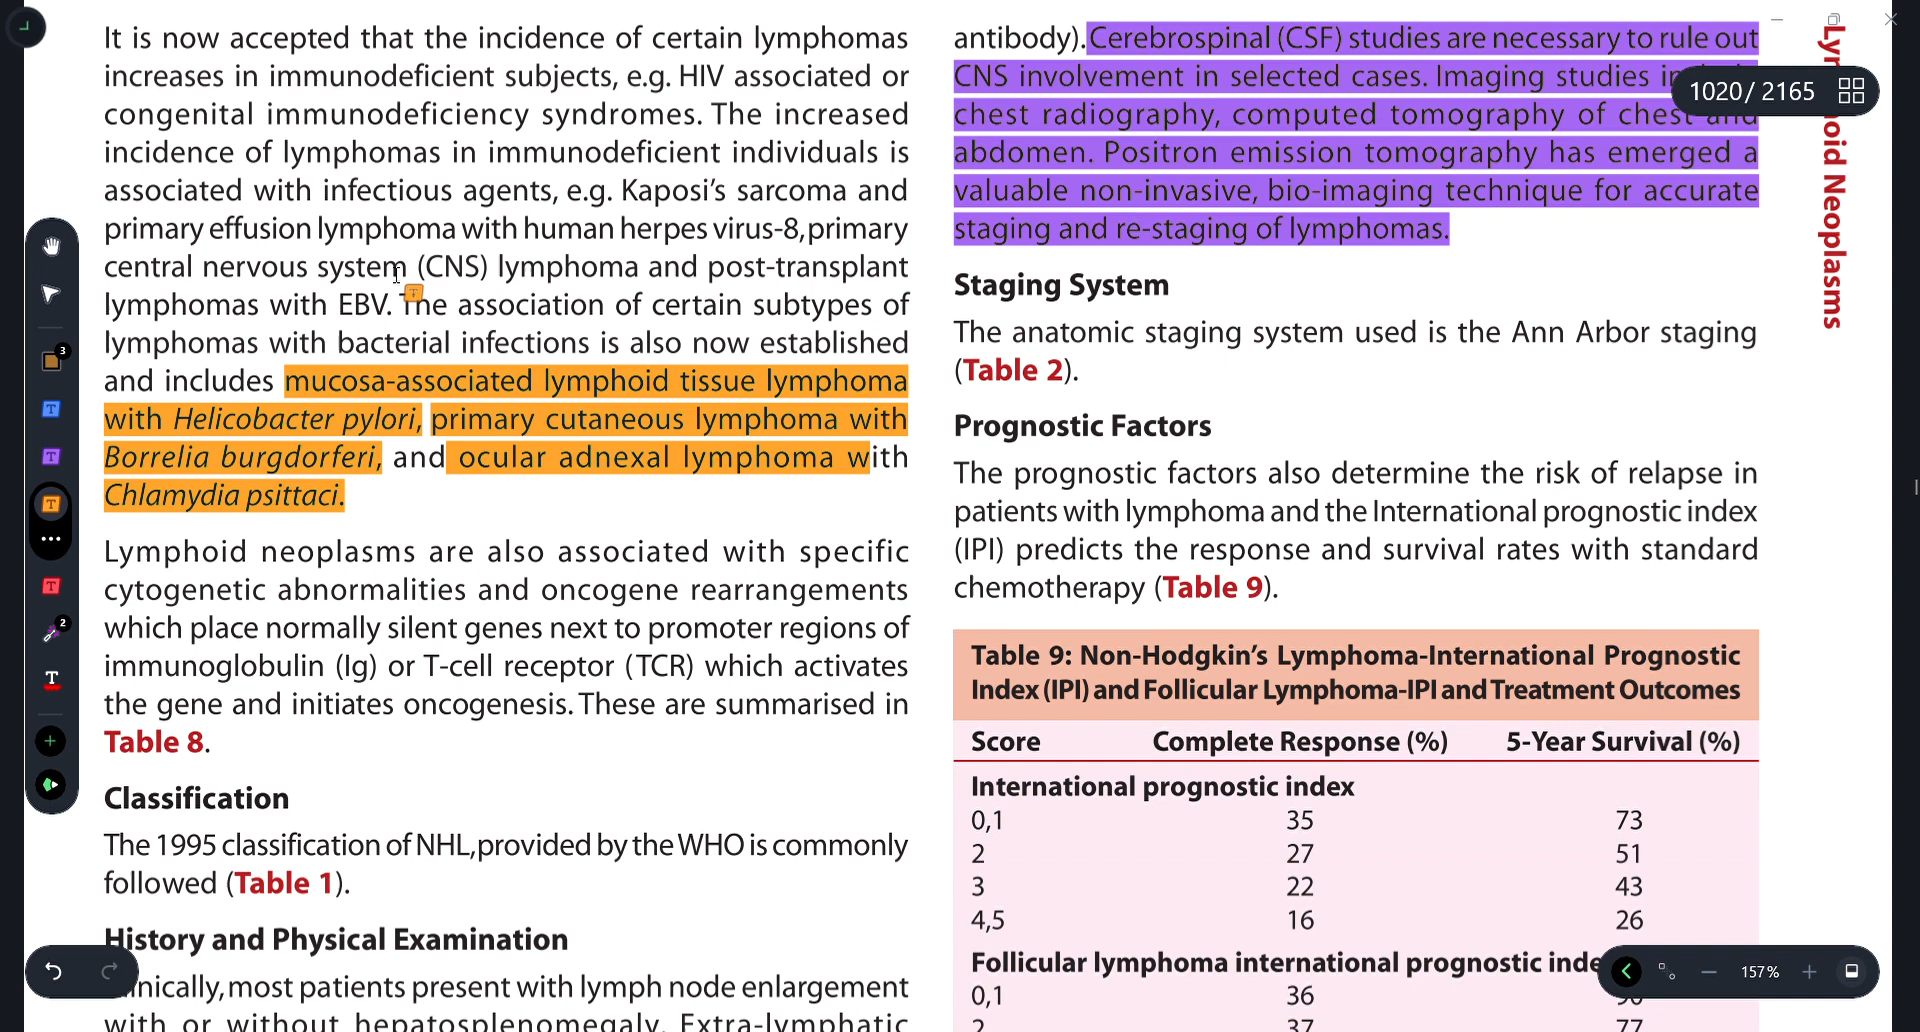 It is now accepted that the incidence of certain lymphomas
increases in immunodeficient subjects, e.g. HIV associated or
congenital immunodeficiency syndromes. The increased
incidence of lymphomas in immunodeficient individuals is
associated with infectious agents, e.g. Kaposi's sarcoma and
primary effusion lymphoma with human herpes virus-8, primary
central nervous system (CNS) lymphoma and post-transplant
lymphomas with EBV. The association of certain subtypes of
lymphomas with bacterial infections is also now established
and includes mucosa-associated lymphoid tissue lymphoma
with Helicobacter pylori, primary cutaneous lymphoma with
Borrelia burgdorferi, and ocular adnexal lymphoma with
Chlamydia psittaci.
Lymphoid neoplasms are also associated with specific
cytogenetic abnormalities and oncogene rearrangements
which place normally silent genes next to promoter regions of
immunoglobulin (Ig) or T-cell receptor (TCR) which activates
the gene and initiates oncogenesis. These are summarised in
Table 8.
Classification
The 1995 classification of NHL, provided by the WHO is commonly
followed (Table 1).
History and Physical Examination
most patients present with lymph node enlargement
with or without hepatosplenomegaly. Extra-lymphatic
antibody). Cerebrospinal (CSF) studies are necessary to rule out
CNS involvement in selected cases. Imaging studies
chest radiography, computed tomography of chest and
abdomen. Positron emission tomography has emerged a
valuable non-invasive, bio-imaging technique for accurate
staging and re-staging of lymphomas.
Staging System
The anatomic staging system used is the Ann Arbor staging
(Table 2).
Prognostic Factors
The prognostic factors also determine the risk of relapse in
patients with lymphoma and the International prognostic index
(IPI) predicts the response and survival rates with standard
chemotherapy (Table 9).
Table 9: Non-Hodgkin's Lymphoma-International Prognostic
Index (IPI) and Follicular Lymphoma-IPI and Treatment Outcomes
Score Complete Response (%) 5-Year Survival (%)
International prognostic index
0,1 35 73
2 27 51
3 22 43
4,5 16 26
Follicular lymphoma international prognostic
0,1 36
2 37 77
Neoplasms
1020 / 2165
3
T
T
T
T
2
T
157%